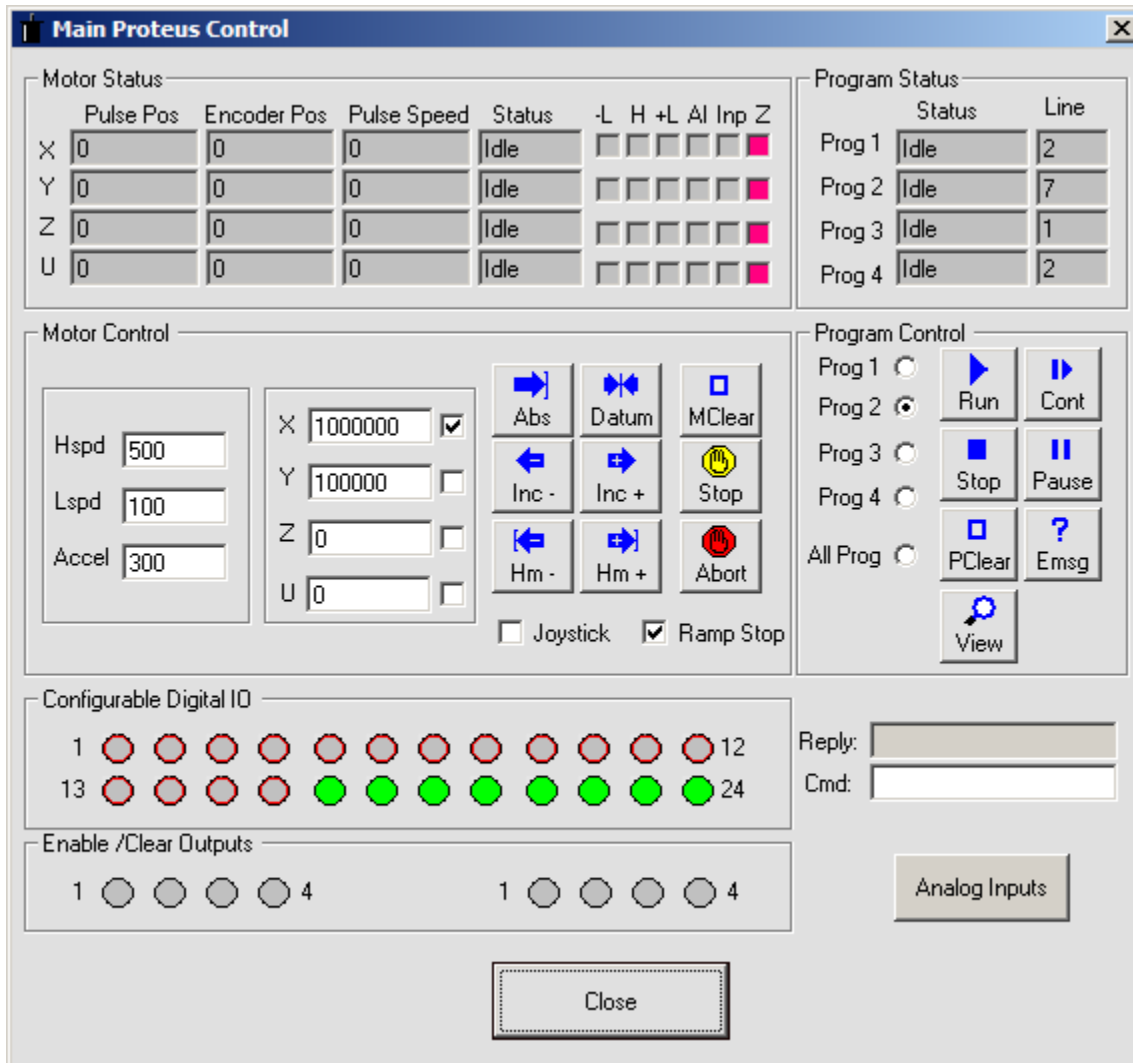 Main Proteus Control
Motor Status
Pulse Pos Encoder Pos Pulse Speed Status -L H +L Al Inp Z
X 0 0 0 Idle
Y 0 0 0 Idle
Z 0 0 0 Idle
U 0 0 0 Idle
Program Status
Status Line
Prog 1 Idle 2
Prog 2 Idle 7
Prog 3 Idle 1
Prog 4 Idle 2
Motor Control
Hspd 500
Lspd 100
Accel 300
X 1000000
Y 100000
Z 0
U 0
Abs Datum MClear
Inc - Inc + Stop
Hm - Hm + Abort
Joystick Ramp Stop
Program Control
Prog 1
Prog 2
Prog 3
Prog 4
All Prog
Run Cont
Stop Pause
PClear Emsg
View
Configurable Digital IO
1 12
13 24
Reply:
Cmd:
Enable /Clear Outputs
1 4 1 4
Analog Inputs
Close